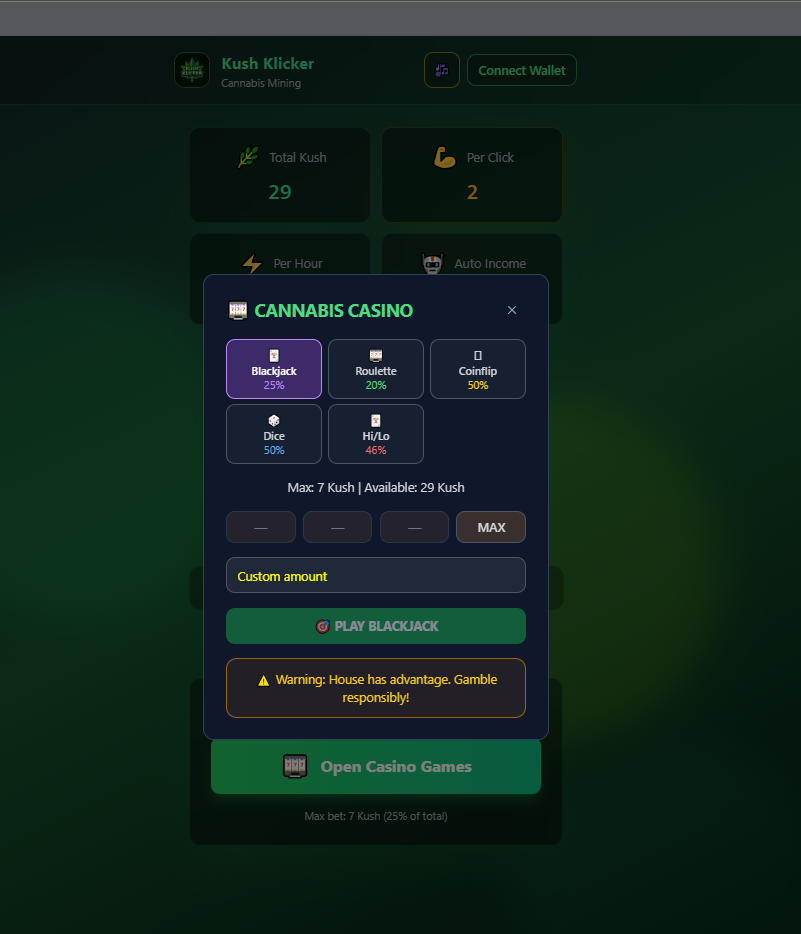 Kush Klicker
Cannabis Mining
Connect Wallet
Total Kush
29
Per Click
2
Per Hour
Auto Income
CANNABIS CASINO
×
Blackjack
25%
Roulette
20%
Coinflip
50%
Dice
50%
Hi/Lo
46%
Max: 7 Kush | Available: 29 Kush
— — — MAX
Custom amount
PLAY BLACKJACK
Warning: House has advantage. Gamble
responsibly!
Open Casino Games
Max bet: 7 Kush (25% of total)